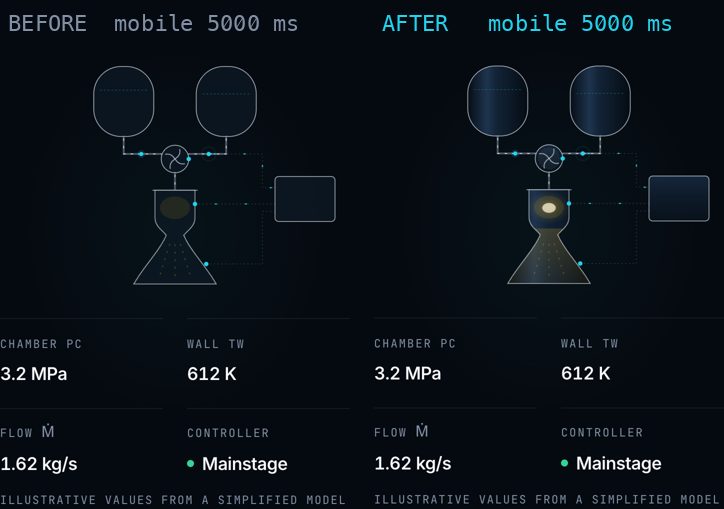 BEFORE mobile 5000 ms
CHAMBER PC
WALL TW
3.2 MPa
612 K
FLOW Ṁ
CONTROLLER
1.62 kg/s
Mainstage
ILLUSTRATIVE VALUES FROM A SIMPLIFIED MODEL
AFTER mobile 5000 ms
CHAMBER PC
WALL TW
3.2 MPa
612 K
FLOW Ṁ
CONTROLLER
1.62 kg/s
Mainstage
ILLUSTRATIVE VALUES FROM A SIMPLIFIED MODEL